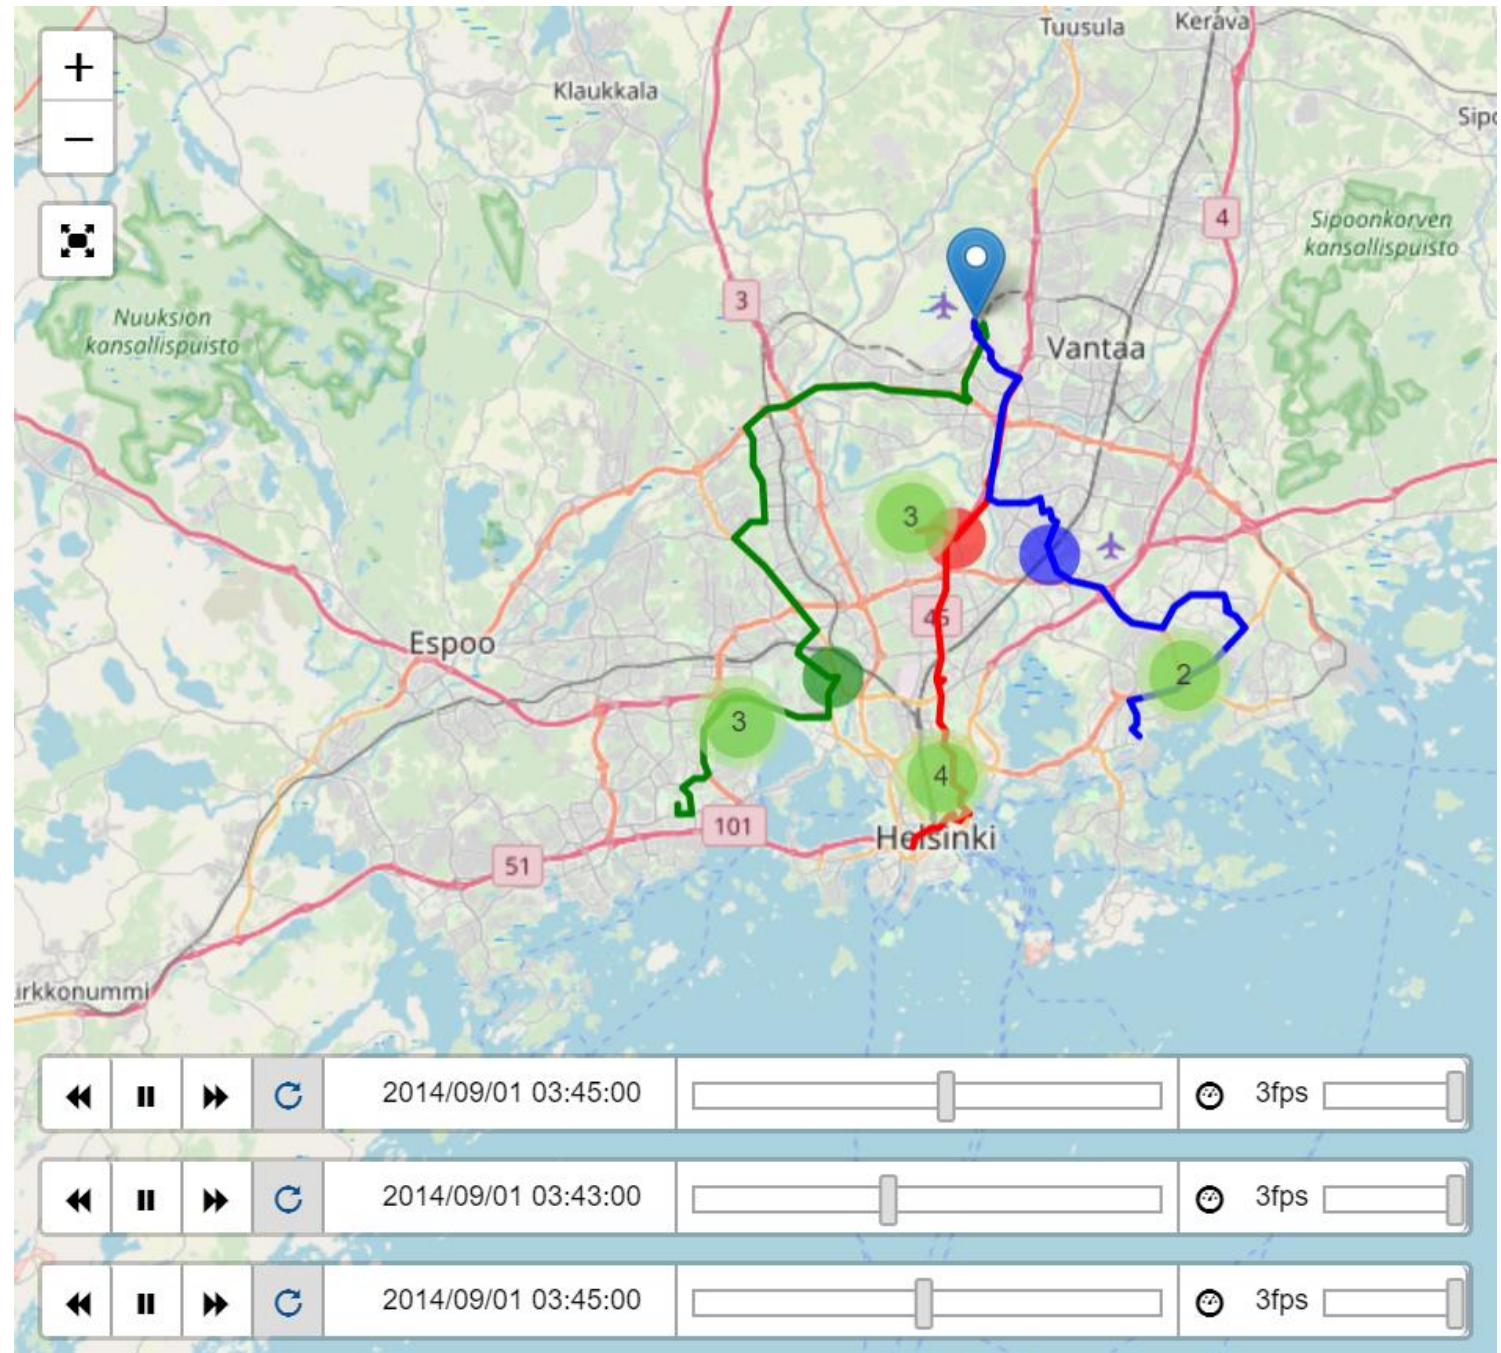 +
−
Tuusula
Kerava
Klaukkala
Sipo
4
Sipoonkorven
kansallispuisto
3
Nuuksion
kansallispuisto
Vantaa
3
45
Espoo
2
3
4
101
Helsinki
51
irkkonummi
2014/09/01 03:45:00
3fps
2014/09/01 03:43:00
3fps
2014/09/01 03:45:00
3fps